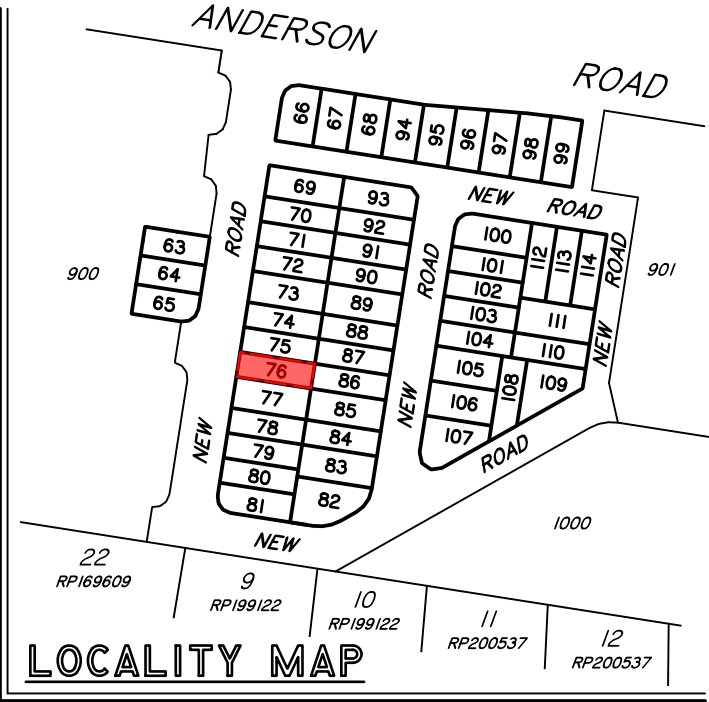 ANDERSON
ROAD
66 67 68 94 95 96 97 98 99
NEW ROAD
69 93
70 92
71 91
72 90
73 89
74 88
75 87
76 86
77 85
78 84
79 83
80 82
81
ROAD
NEW
63
64
65
900
ROAD
NEW
100
101
102
103
104
105
106
107
108
109
110
111
112 113 114
ROAD
NEW
901
ROAD
1000
NEW
22
RP169609
9
RP199122
10
RP199122
11
RP200537
12
RP200537
LOCALITY MAP